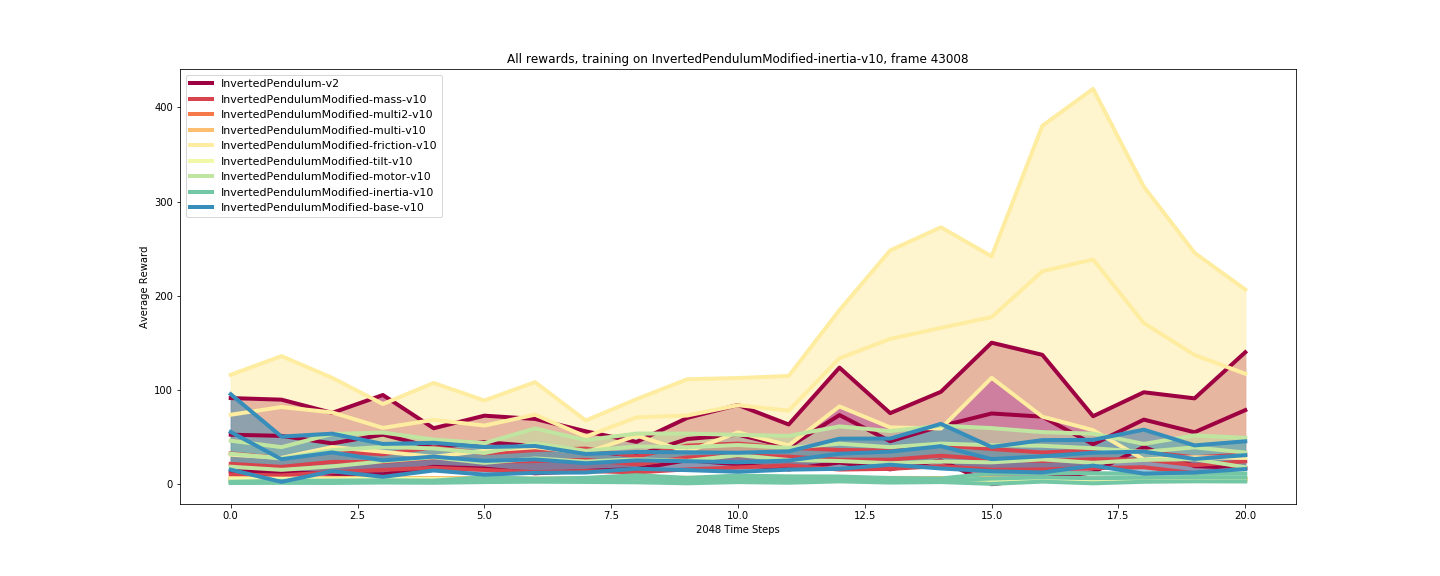 All rewards, training on InvertedPendulumModified-inertia-v10, frame 43008
InvertedPendulum-v2
InvertedPendulumModified-mass-v10
InvertedPendulumModified-multi2-v10
InvertedPendulumModified-multi-v10
InvertedPendulumModified-friction-v10
InvertedPendulumModified-tilt-v10
InvertedPendulumModified-motor-v10
InvertedPendulumModified-inertia-v10
InvertedPendulumModified-base-v10
Average Reward
400
300
200
100
0
0.0 2.5 5.0 7.5 10.0 12.5 15.0 17.5 20.0
2048 Time Steps